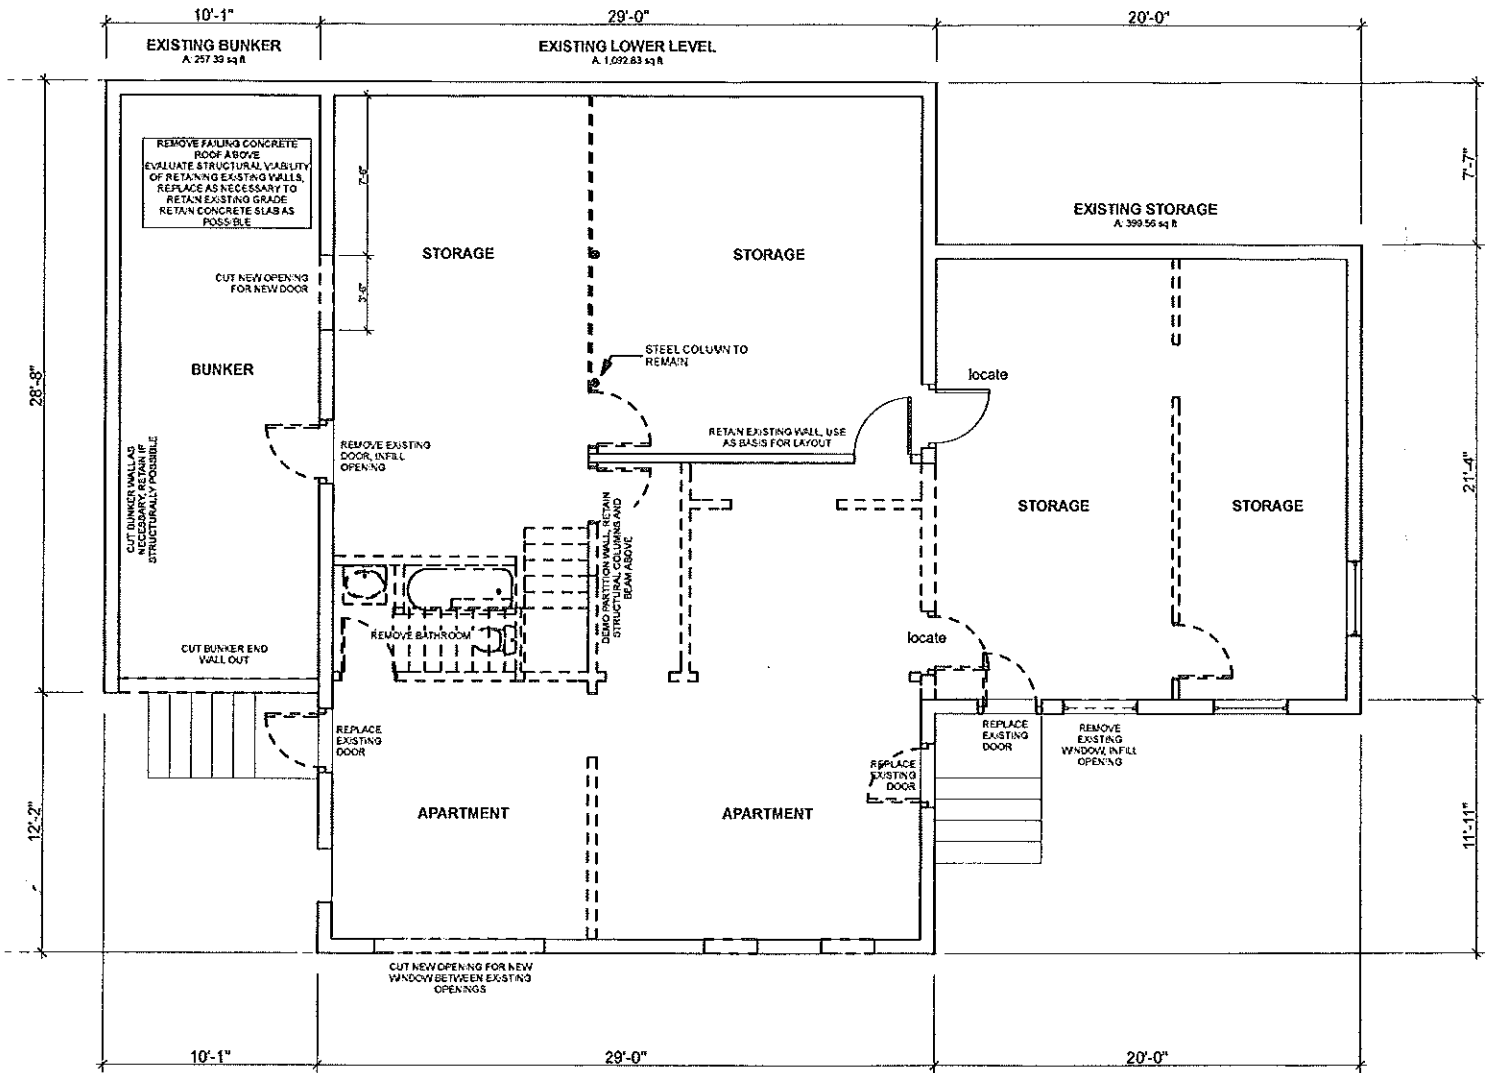 10'-1"
29'-0"
20'-0"
EXISTING BUNKER
A: 257.33 sq ft
EXISTING LOWER LEVEL
A: 1,092.83 sq ft
7'-7"
REMOVE FAILING CONCRETE
ROOF ABOVE
EVALUATE STRUCTURAL VIABILITY
OF RETAINING EXISTING WALLS,
REPLACE AS NECESSARY TO
RETAIN EXISTING GRADE
RETAIN CONCRETE SLAB AS
POSSIBLE
7'-6"
EXISTING STORAGE
A: 399.56 sq ft
STORAGE
STORAGE
CUT NEW OPENING
FOR NEW DOOR
3'-6"
STEEL COLUMN TO
REMAIN
BUNKER
locate
28'-8"
RETAIN EXISTING WALL, USE
AS BASIS FOR LAYOUT
REMOVE EXISTING
DOOR, INFILL
OPENING
21'-4"
CUT BUNKER WALL AS
NECESSARY, RETAIN IF
STRUCTURALLY POSSIBLE
STORAGE
STORAGE
DEMO PARTITION WALL, RETAIN
STRUCTURAL COLUMNS AND
BEAM ABOVE
REMOVE BATHROOM
locate
CUT BUNKER END
WALL OUT
REPLACE
EXISTING
DOOR
REPLACE
EXISTING
DOOR
REMOVE
EXISTING
WINDOW, INFILL
OPENING
REPLACE
EXISTING
DOOR
12'-2"
APARTMENT
APARTMENT
11'-11"
CUT NEW OPENING FOR NEW
WINDOW BETWEEN EXISTING
OPENINGS
10'-1"
29'-0"
20'-0"